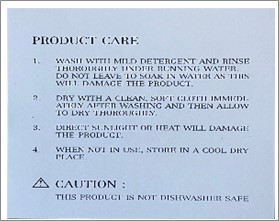 PRODUCT CARE
1. WASH WITH MILD DETERGENT AND RINSE
THOROUGHLY UNDER RUNNING WATER.
DO NOT LEAVE TO SOAK IN WATER AS THIS
WILL DAMAGE THE PRODUCT.
2. DRY WITH A CLEAN, SOFT CLOTH IMMEDI-
ATELY AFTER WASHING AND THEN ALLOW
TO DRY THOROUGHLY.
3. DIRECT SUNLIGHT OR HEAT WILL DAMAGE
THE PRODUCT.
4. WHEN NOT IN USE, STORE IN A COOL DRY
PLACE
⚠ CAUTION :
THIS PRODUCT IS NOT DISHWASHER SAFE